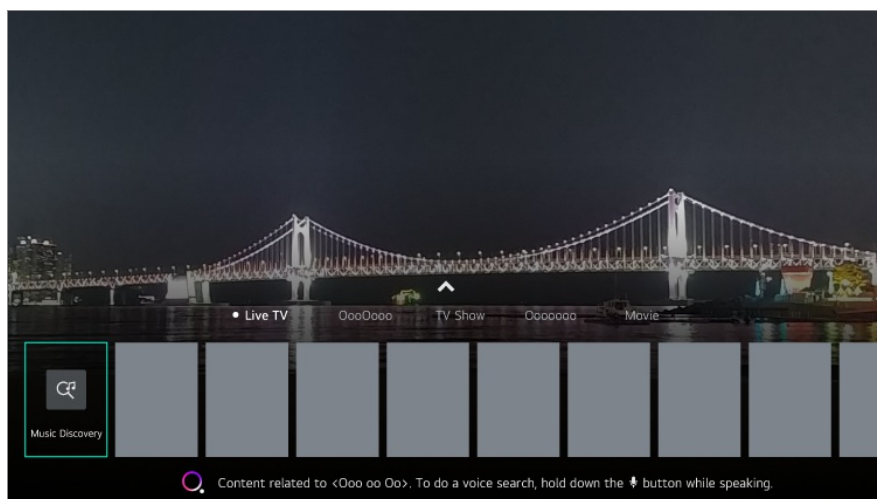 Live TV
OooOooo
TV Show
Ooooooo
Movie
Music Discovery
Content related to <Ooo oo Oo>. To do a voice search, hold down the button while speaking.